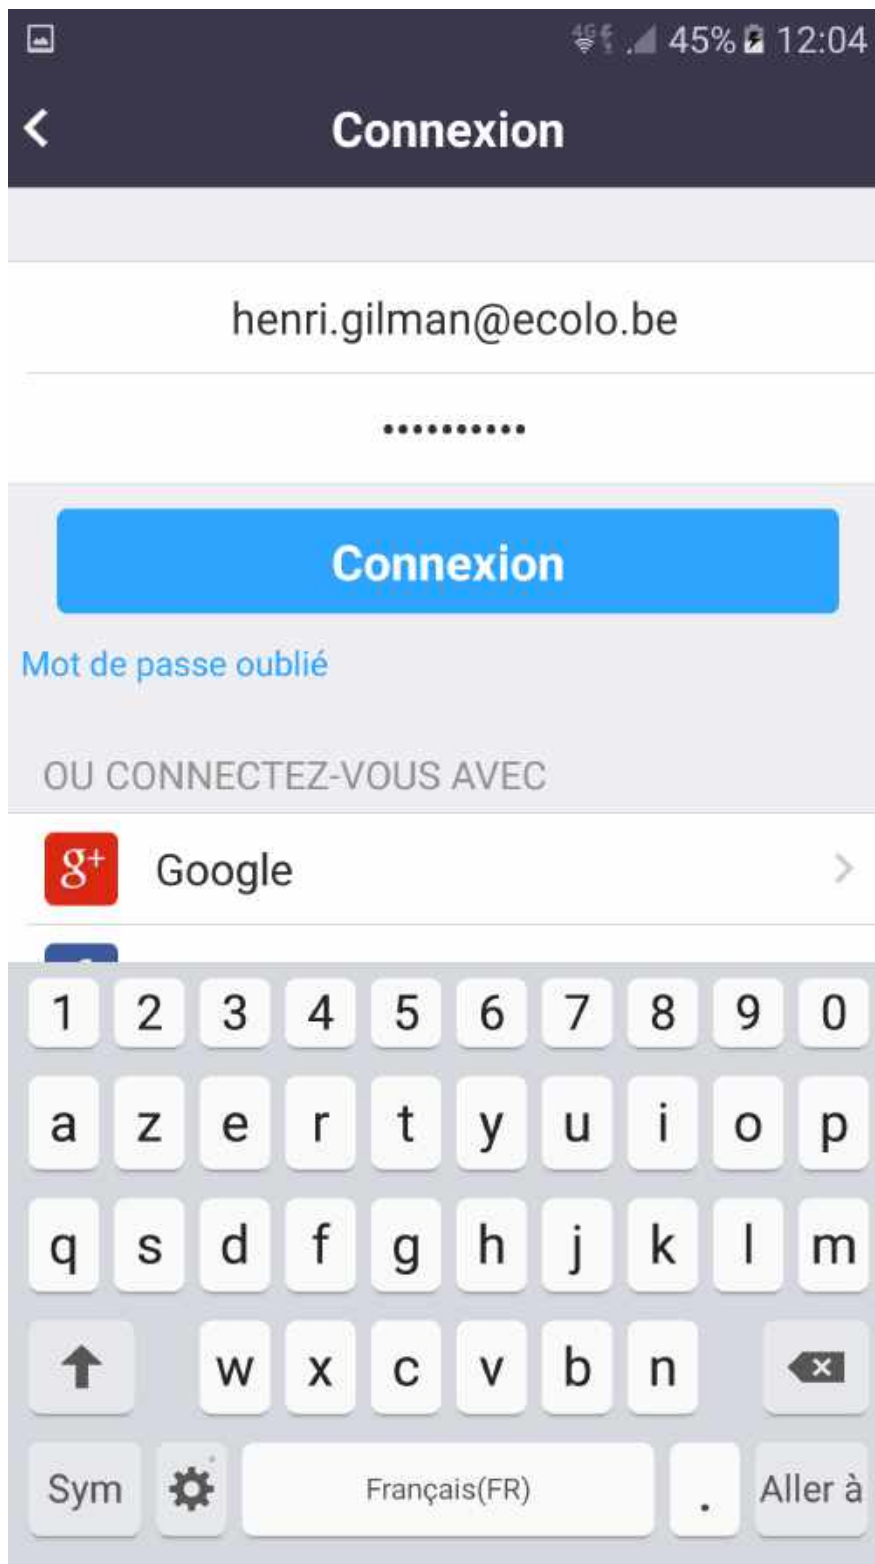 45% 12:04
Connexion
henri.gilman@ecolo.be
••••••••••
Connexion
Mot de passe oublié
OU CONNECTEZ-VOUS AVEC
g+ Google
1 2 3 4 5 6 7 8 9 0
a z e r t y u i o p
q s d f g h j k l m
w x c v b n
Sym Français(FR) . Aller à